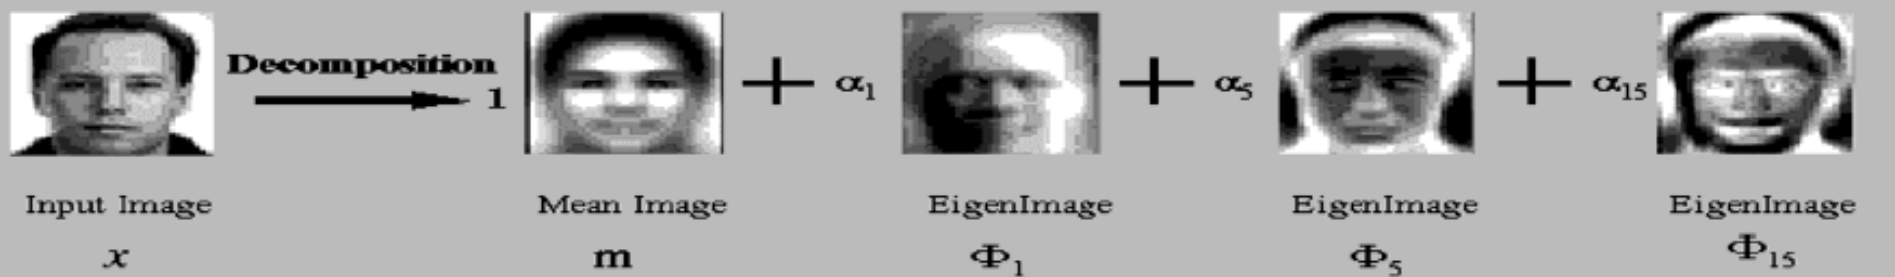 Decomposition
1 + α₁ + α₅ + α₁₅
Input Image Mean Image EigenImage EigenImage EigenImage
x m Φ₁ Φ₅ Φ₁₅